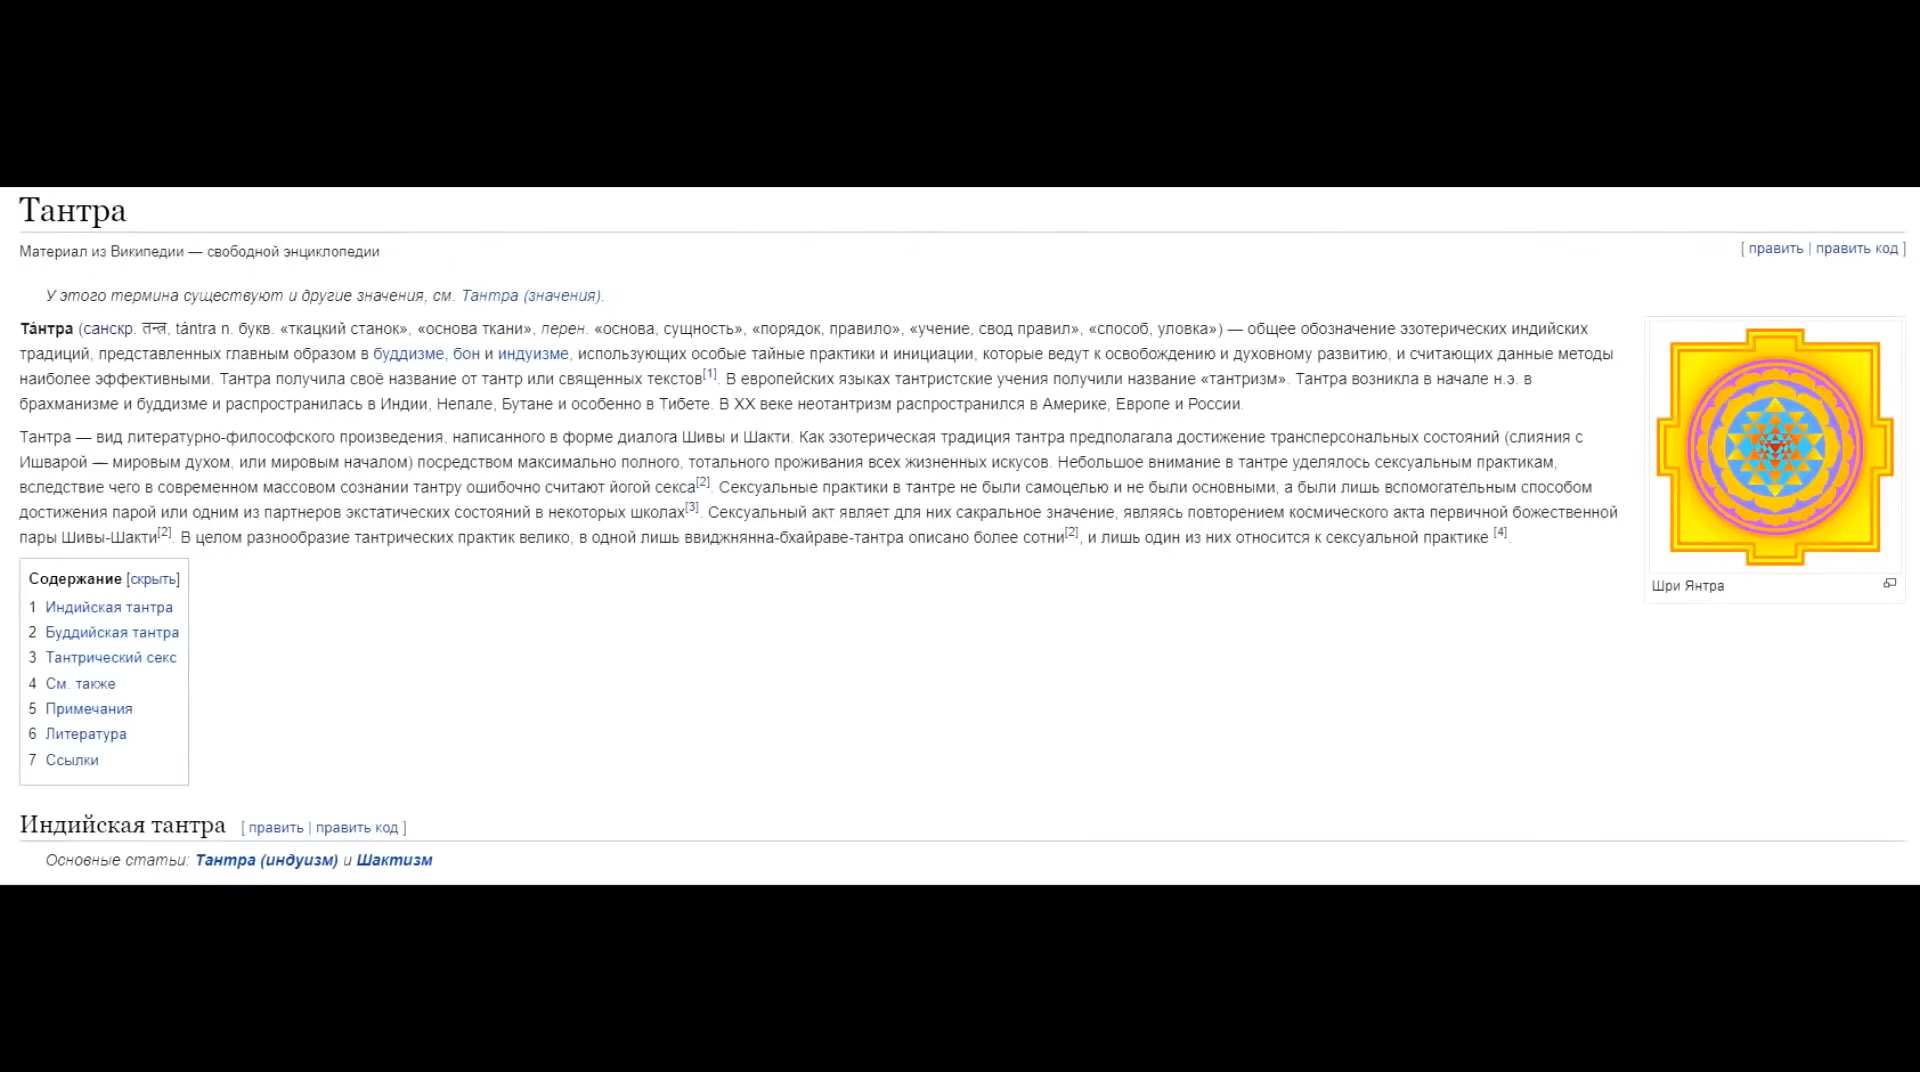 Тантра
Материал из Википедии — свободной энциклопедии
[ править | править код ]
У этого термина существуют и другие значения, см. Тантра (значения).
Та́нтра (санскр. तन्त्र, tántra n. букв. «ткацкий станок», «основа ткани», перен. «основа, сущность», «порядок, правило», «учение, свод правил», «способ, уловка») — общее обозначение эзотерических индийских
традиций, представленных главным образом в буддизме, бон и индуизме, использующих особые тайные практики и инициации, которые ведут к освобождению и духовному развитию, и считающих данные методы
наиболее эффективными. Тантра получила своё название от тантр или священных текстов[1]. В европейских языках тантристские учения получили название «тантризм». Тантра возникла в начале н.э. в
брахманизме и буддизме и распространилась в Индии, Непале, Бутане и особенно в Тибете. В XX веке неотантризм распространился в Америке, Европе и России.
Тантра — вид литературно-философского произведения, написанного в форме диалога Шивы и Шакти. Как эзотерическая традиция тантра предполагала достижение трансперсональных состояний (слияния с
Ишварой — мировым духом, или мировым началом) посредством максимально полного, тотального проживания всех жизненных искусов. Небольшое внимание в тантре уделялось сексуальным практикам,
вследствие чего в современном массовом сознании тантру ошибочно считают йогой секса[2]. Сексуальные практики в тантре не были самоцелью и не были основными, а были лишь вспомогательным способом
достижения парой или одним из партнеров экстатических состояний в некоторых школах[3]. Сексуальный акт являет для них сакральное значение, являясь повторением космического акта первичной божественной
пары Шивы-Шакти[2]. В целом разнообразие тантрических практик велико, в одной лишь ввиджнянна-бхайраве-тантра описано более сотни[2], и лишь один из них относится к сексуальной практике [4].
Шри Янтра
Содержание [скрыть]
1 Индийская тантра
2 Буддийская тантра
3 Тантрический секс
4 См. также
5 Примечания
6 Литература
7 Ссылки
Индийская тантра [ править | править код ]
Основные статьи: Тантра (индуизм) и Шактизм